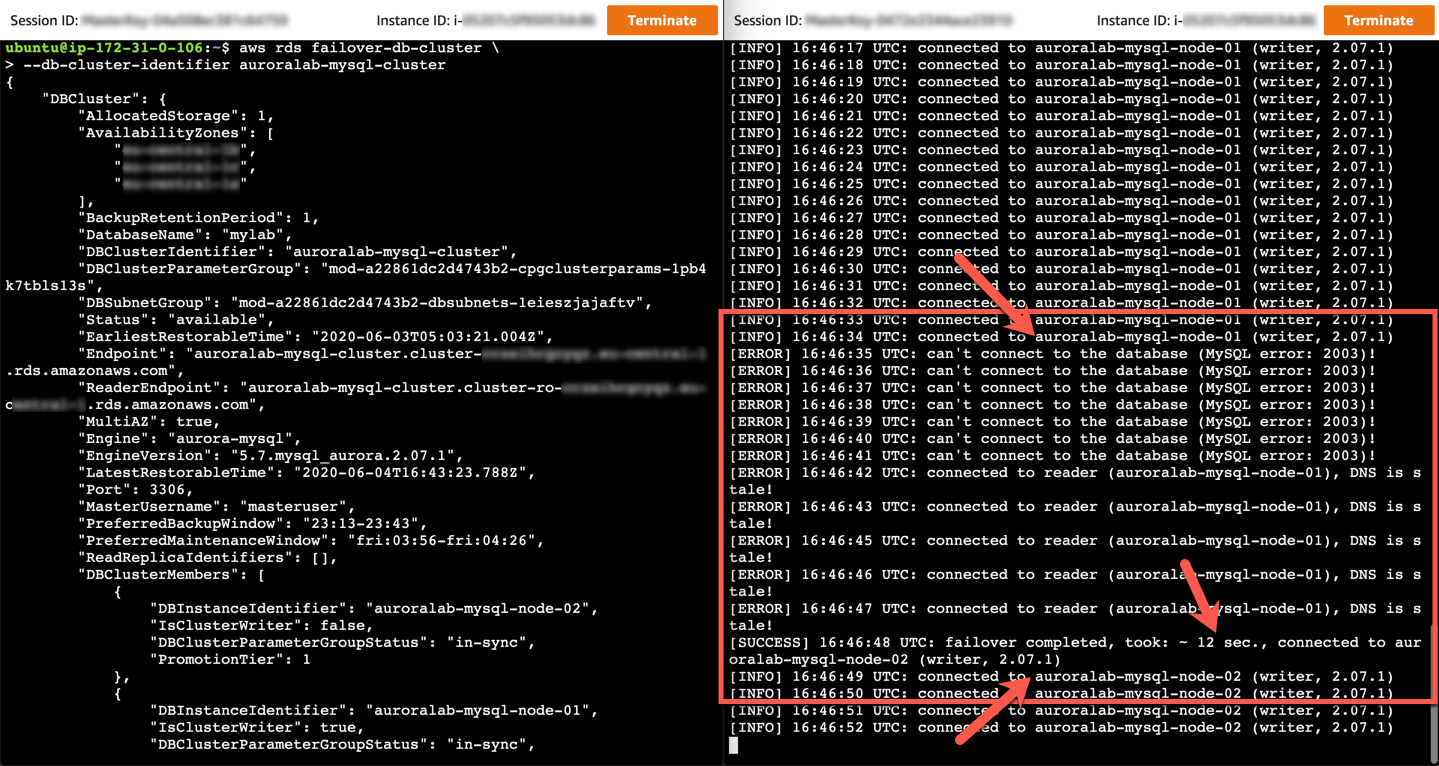 Session ID:
Instance ID: i-
Terminate
ubuntu@ip-172-31-0-106:~$ aws rds failover-db-cluster \
> --db-cluster-identifier auroralab-mysql-cluster
{
"DBCluster": {
"AllocatedStorage": 1,
"AvailabilityZones": [
"",
"",
""
],
"BackupRetentionPeriod": 1,
"DatabaseName": "mylab",
"DBClusterIdentifier": "auroralab-mysql-cluster",
"DBClusterParameterGroup": "mod-a22861dc2d4743b2-cpgclusterparams-1pb4
k7tbls13s",
"DBSubnetGroup": "mod-a22861dc2d4743b2-dbsubnets-1eieszjajaftv",
"Status": "available",
"EarliestRestorableTime": "2020-06-03T05:03:21.004Z",
"Endpoint": "auroralab-mysql-cluster.cluster-
.rds.amazonaws.com",
"ReaderEndpoint": "auroralab-mysql-cluster.cluster-ro-
c.rds.amazonaws.com",
"MultiAZ": true,
"Engine": "aurora-mysql",
"EngineVersion": "5.7.mysql_aurora.2.07.1",
"LatestRestorableTime": "2020-06-04T16:43:23.788Z",
"Port": 3306,
"MasterUsername": "masteruser",
"PreferredBackupWindow": "23:13-23:43",
"PreferredMaintenanceWindow": "fri:03:56-fri:04:26",
"ReadReplicaIdentifiers": [],
"DBClusterMembers": [
{
"DBInstanceIdentifier": "auroralab-mysql-node-02",
"IsClusterWriter": false,
"DBClusterParameterGroupStatus": "in-sync",
"PromotionTier": 1
},
{
"DBInstanceIdentifier": "auroralab-mysql-node-01",
"IsClusterWriter": true,
"DBClusterParameterGroupStatus": "in-sync",
Session ID:
Instance ID: i-
Terminate
[INFO] 16:46:17 UTC: connected to auroralab-mysql-node-01 (writer, 2.07.1)
[INFO] 16:46:18 UTC: connected to auroralab-mysql-node-01 (writer, 2.07.1)
[INFO] 16:46:19 UTC: connected to auroralab-mysql-node-01 (writer, 2.07.1)
[INFO] 16:46:20 UTC: connected to auroralab-mysql-node-01 (writer, 2.07.1)
[INFO] 16:46:21 UTC: connected to auroralab-mysql-node-01 (writer, 2.07.1)
[INFO] 16:46:22 UTC: connected to auroralab-mysql-node-01 (writer, 2.07.1)
[INFO] 16:46:23 UTC: connected to auroralab-mysql-node-01 (writer, 2.07.1)
[INFO] 16:46:24 UTC: connected to auroralab-mysql-node-01 (writer, 2.07.1)
[INFO] 16:46:25 UTC: connected to auroralab-mysql-node-01 (writer, 2.07.1)
[INFO] 16:46:26 UTC: connected to auroralab-mysql-node-01 (writer, 2.07.1)
[INFO] 16:46:27 UTC: connected to auroralab-mysql-node-01 (writer, 2.07.1)
[INFO] 16:46:28 UTC: connected to auroralab-mysql-node-01 (writer, 2.07.1)
[INFO] 16:46:29 UTC: connected to auroralab-mysql-node-01 (writer, 2.07.1)
[INFO] 16:46:30 UTC: connected to auroralab-mysql-node-01 (writer, 2.07.1)
[INFO] 16:46:31 UTC: connected to auroralab-mysql-node-01 (writer, 2.07.1)
[INFO] 16:46:32 UTC: connected to auroralab-mysql-node-01 (writer, 2.07.1)
[INFO] 16:46:33 UTC: connected to auroralab-mysql-node-01 (writer, 2.07.1)
[INFO] 16:46:34 UTC: connected to auroralab-mysql-node-01 (writer, 2.07.1)
[ERROR] 16:46:35 UTC: can't connect to the database (MySQL error: 2003)!
[ERROR] 16:46:36 UTC: can't connect to the database (MySQL error: 2003)!
[ERROR] 16:46:37 UTC: can't connect to the database (MySQL error: 2003)!
[ERROR] 16:46:38 UTC: can't connect to the database (MySQL error: 2003)!
[ERROR] 16:46:39 UTC: can't connect to the database (MySQL error: 2003)!
[ERROR] 16:46:40 UTC: can't connect to the database (MySQL error: 2003)!
[ERROR] 16:46:41 UTC: can't connect to the database (MySQL error: 2003)!
[ERROR] 16:46:42 UTC: connected to reader (auroralab-mysql-node-01), DNS is s
tale!
[ERROR] 16:46:43 UTC: connected to reader (auroralab-mysql-node-01), DNS is s
tale!
[ERROR] 16:46:45 UTC: connected to reader (auroralab-mysql-node-01), DNS is s
tale!
[ERROR] 16:46:46 UTC: connected to reader (auroralab-mysql-node-01), DNS is s
tale!
[ERROR] 16:46:47 UTC: connected to reader (auroralab-mysql-node-01), DNS is s
tale!
[SUCCESS] 16:46:48 UTC: failover completed, took: ~ 12 sec., connected to aur
oralab-mysql-node-02 (writer, 2.07.1)
[INFO] 16:46:49 UTC: connected to auroralab-mysql-node-02 (writer, 2.07.1)
[INFO] 16:46:50 UTC: connected to auroralab-mysql-node-02 (writer, 2.07.1)
[INFO] 16:46:51 UTC: connected to auroralab-mysql-node-02 (writer, 2.07.1)
[INFO] 16:46:52 UTC: connected to auroralab-mysql-node-02 (writer, 2.07.1)